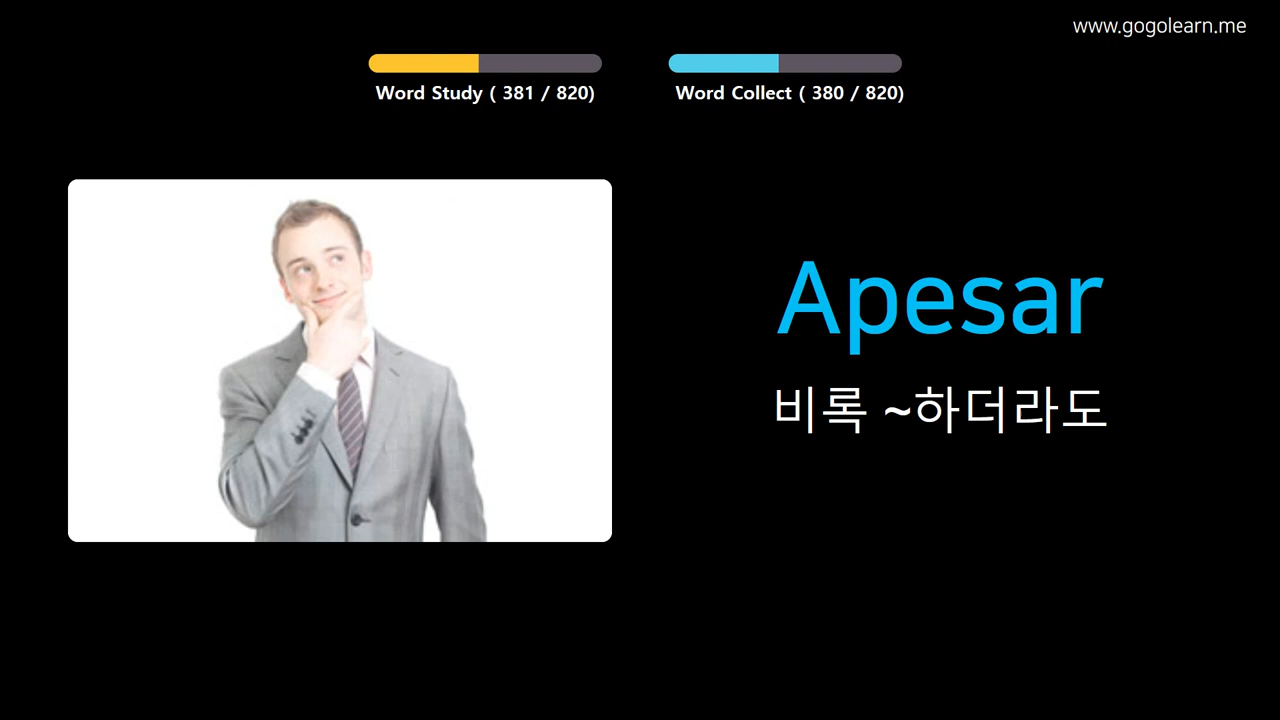 www.gogolearn.me
Word Study ( 381 / 820)
Word Collect ( 380 / 820)
Apesar
비록 ~하더라도